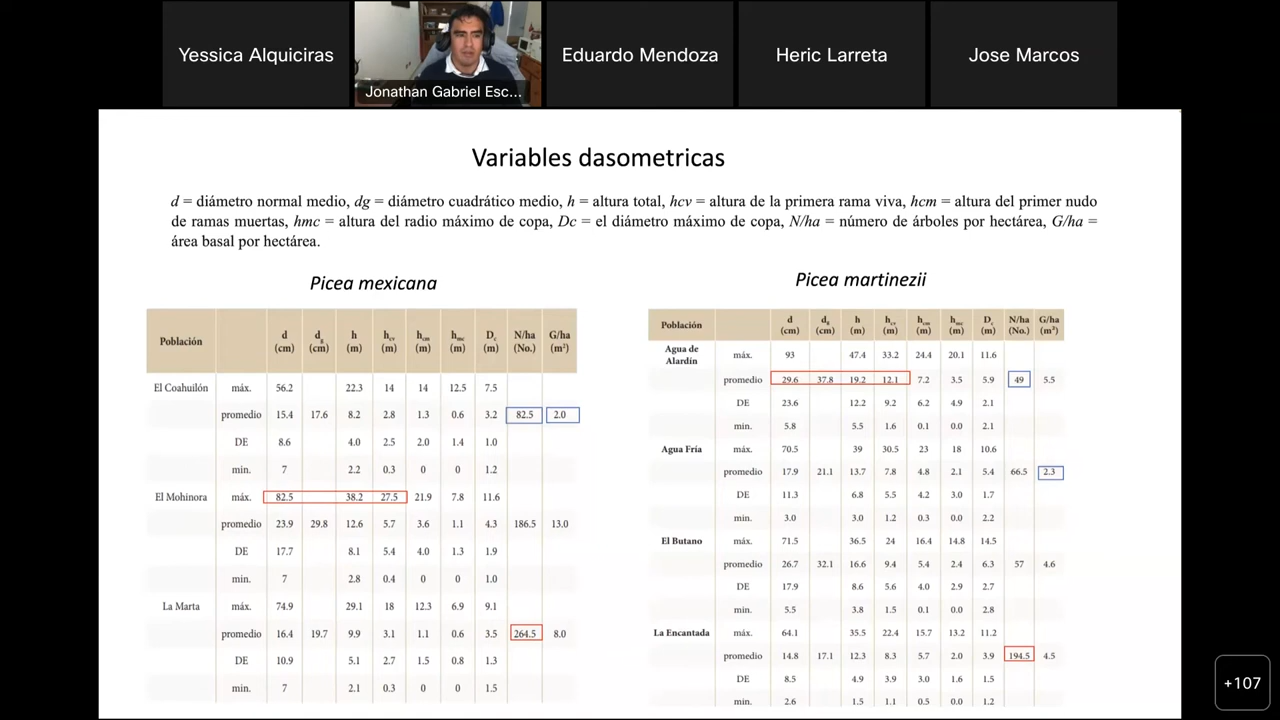 Yessica Alquiciras
Jonathan Gabriel Esc...
Eduardo Mendoza
Heric Larreta
Jose Marcos
Variables dasometricas
d = diámetro normal medio, dg = diámetro cuadrático medio, h = altura total, hcv = altura de la primera rama viva, hcm = altura del primer nudo
de ramas muertas, hmc = altura del radio máximo de copa, Dc = el diámetro máximo de copa, N/ha = número de árboles por hectárea, G/ha =
área basal por hectárea.
Picea mexicana
Población d (cm) dg (cm) h (m) hcv (m) hcm (m) hmc (m) Dc (m) N/ha (No.) G/ha (m²)
El Coahuilón máx. 56.2 22.3 14 14 12.5 7.5
promedio 15.4 17.6 8.2 2.8 1.3 0.6 3.2 82.5 2.0
DE 8.6 4.0 2.5 2.0 1.4 1.0
min. 7 2.2 0.3 0 0 1.2
El Mohinora máx. 82.5 38.2 27.5 21.9 7.8 11.6
promedio 23.9 29.8 12.6 5.7 3.6 1.1 4.3 186.5 13.0
DE 17.7 8.1 5.4 4.0 1.3 1.9
min. 7 2.8 0.4 0 0 1.0
La Marta máx. 74.9 29.1 18 12.3 6.9 9.1
promedio 16.4 19.7 9.9 3.1 1.1 0.6 3.5 264.5 8.0
DE 10.9 5.1 2.7 1.5 0.8 1.3
min. 7 2.1 0.3 0 0 1.5
Picea martinezii
Población d (cm) dg (cm) h (m) hcv (m) hcm (m) hmc (m) Dc (m) N/ha (No.) G/ha (m³)
Agua de Alardín máx. 93 47.4 33.2 24.4 20.1 11.6
promedio 29.6 37.8 19.2 12.1 7.2 3.5 5.9 49 5.5
DE 23.6 12.2 9.2 6.2 4.9 2.1
min. 5.8 5.5 1.6 0.1 0.0 2.1
Agua Fría máx. 70.5 39 30.5 23 18 10.6
promedio 17.9 21.1 13.7 7.8 4.8 2.1 5.4 66.5 2.3
DE 11.3 6.8 5.5 4.2 3.0 1.7
min. 3.0 3.0 1.2 0.3 0.0 2.2
El Butano máx. 71.5 36.5 24 16.4 14.8 14.5
promedio 26.7 32.1 16.6 9.4 5.4 2.4 6.3 57 4.6
DE 17.9 8.6 5.6 4.0 2.9 2.7
min. 5.5 3.8 1.5 0.1 0.0 2.8
La Encantada máx. 64.1 35.5 22.4 15.7 13.2 11.2
promedio 14.8 17.1 12.3 8.3 5.7 2.0 3.9 194.5 4.5
DE 8.5 4.9 3.9 3.0 1.6 1.5
min. 2.6 1.5 1.1 0.5 0.0 1.2
+107